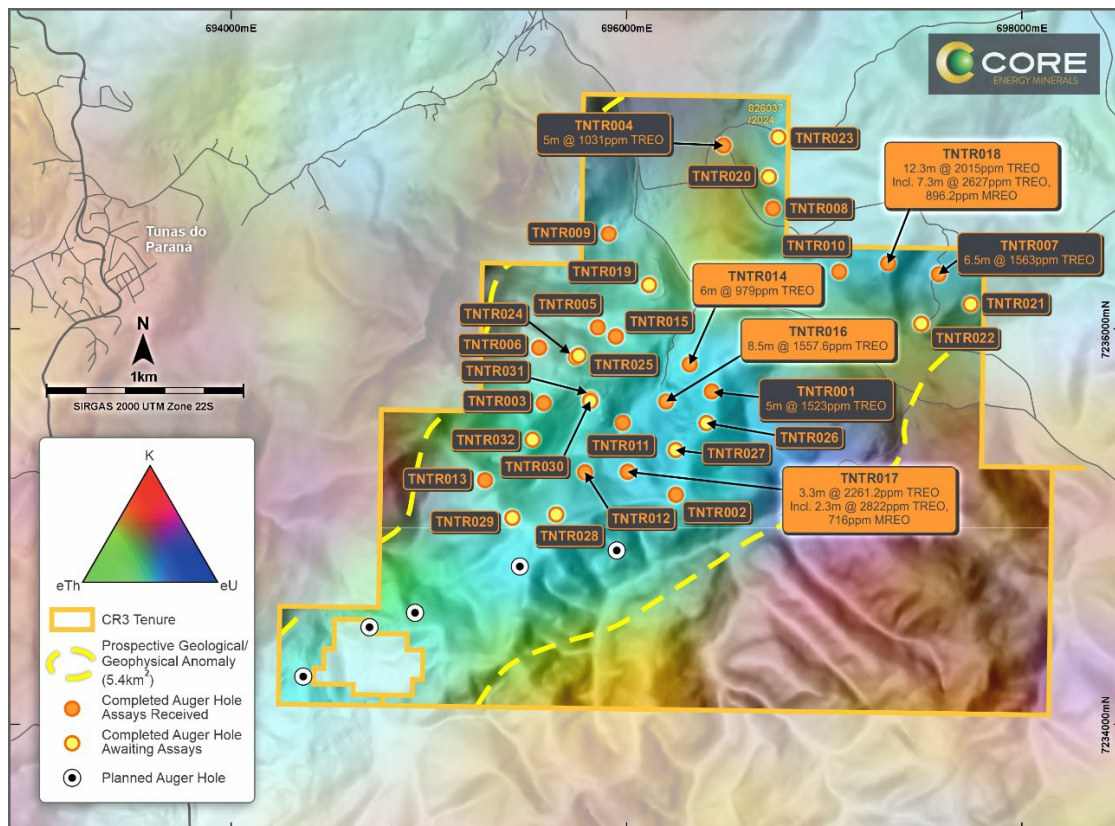 694000mE
696000mE
698000mE
CORE
ENERGY MINERALS
826037
/2024
TNTR004
5m @ 1031ppm TREO
TNTR023
TNTR018
12.3m @ 2015ppm TREO
Incl. 7.3m @ 2627ppm TREO,
896.2ppm MREO
TNTR020
TNTR008
TNTR009
TNTR010
TNTR007
6.5m @ 1563ppm TREO
Tunas do
Paraná
TNTR019
TNTR014
6m @ 979ppm TREO
TNTR005
TNTR021
TNTR024
TNTR015
TNTR016
8.5m @ 1557.6ppm TREO
TNTR022
7236000mN
N
1km
SIRGAS 2000 UTM Zone 22S
TNTR006
TNTR025
TNTR031
TNTR001
5m @ 1523ppm TREO
TNTR003
TNTR026
TNTR032
TNTR011
TNTR027
TNTR030
TNTR013
TNTR017
3.3m @ 2261.2ppm TREO
Incl. 2.3m @ 2822ppm TREO,
716ppm MREO
TNTR012
TNTR002
TNTR029
TNTR028
7234000mN
K
eTh
eU
CR3 Tenure
Prospective Geological/
Geophysical Anomaly
(5.4km²)
Completed Auger Hole
Assays Received
Completed Auger Hole
Awaiting Assays
Planned Auger Hole